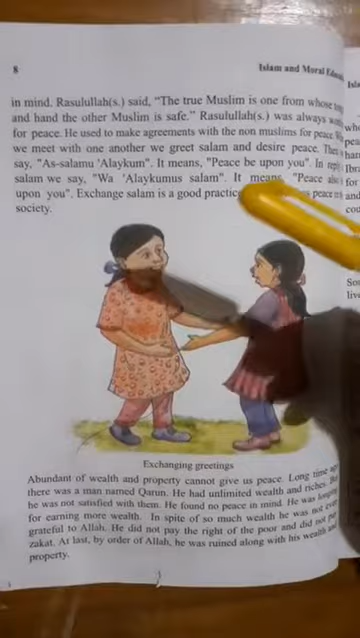 8
Islam and Moral
in mind. Rasulullah(s.) said, "The true Muslim is one from whose
and hand the other Muslim is safe." Rasulullah(s.) was always
for peace. He used to make agreements with the non muslims for peace.
we meet with one another we greet salam and desire peace.
say, "As-salamu 'Alaykum". It means, "Peace be upon you". In
salam we say, "Wa 'Alaykumus salam". It means, "Peace
upon you". Exchange salam is a good practice peace
society.
Exchanging greetings
Abundant of wealth and property cannot give us peace. Long time
there was a man named Qarun. He had unlimited wealth and riches.
he was not satisfied with them. He found no peace in mind. He was
for earning more wealth. In spite of so much wealth he was not
grateful to Allah. He did not pay the right of the poor and did not
zakat. At last, by order of Allah, he was ruined along with his wealth and
property.